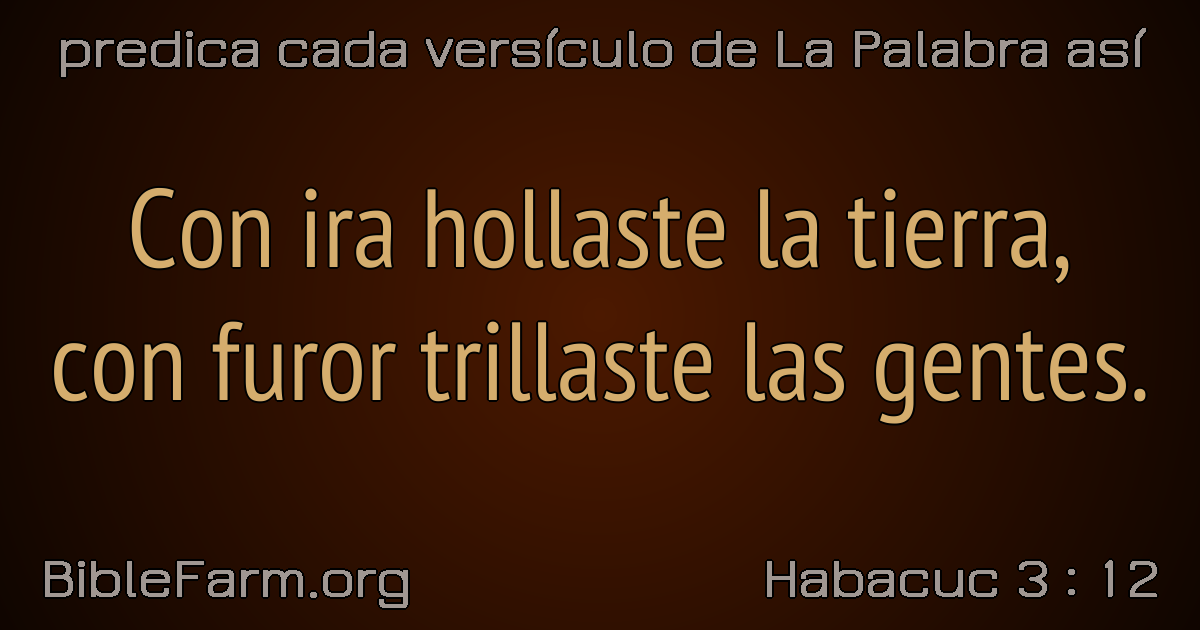 predica cada versículo de La Palabra así
Con ira hollaste la tierra,
con furor trillaste las gentes.
BibleFarm.org
Habacuc 3 : 12